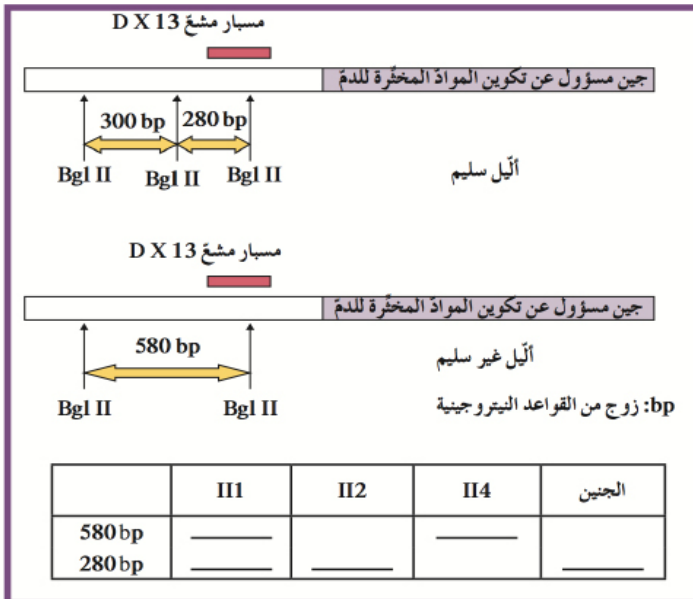 مسبار مشعّ D X 13
جين مسؤول عن تكوين الموادّ المخثِّرة للدمّ
300 bp 280 bp
Bgl II Bgl II Bgl II
أليل سليم
مسبار مشعّ D X 13
جين مسؤول عن تكوين الموادّ المخثِّرة للدمّ
580 bp
أليل غير سليم
Bgl II Bgl II
bp: زوج من القواعد النيتروجينية
II1 II2 II4 الجنين
580 bp
280 bp